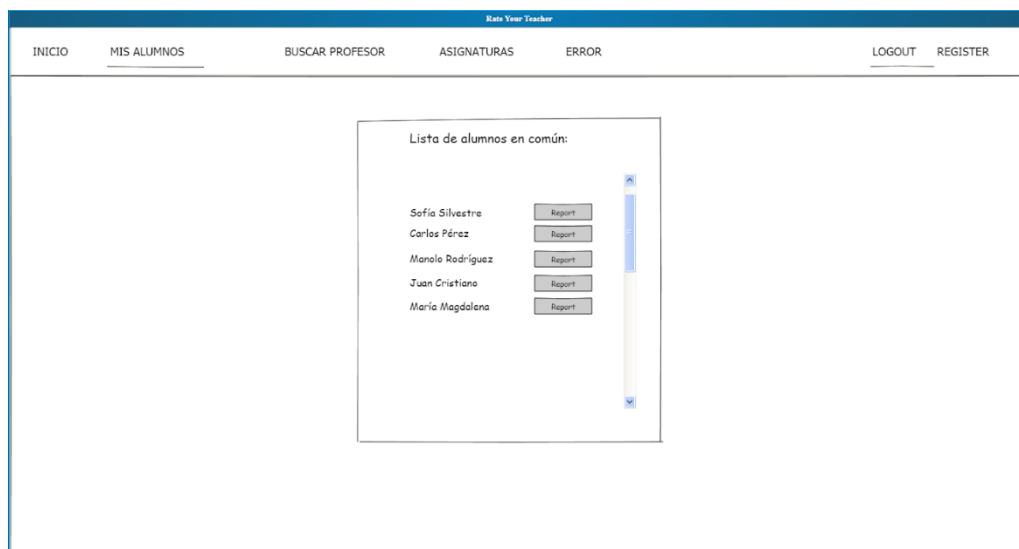 Rate Your Teacher
INICIO MIS ALUMNOS BUSCAR PROFESOR ASIGNATURAS ERROR LOGOUT REGISTER
Lista de alumnos en común:
Sofía Silvestre Report
Carlos Pérez Report
Manolo Rodríguez Report
Juan Cristiano Report
María Magdalena Report